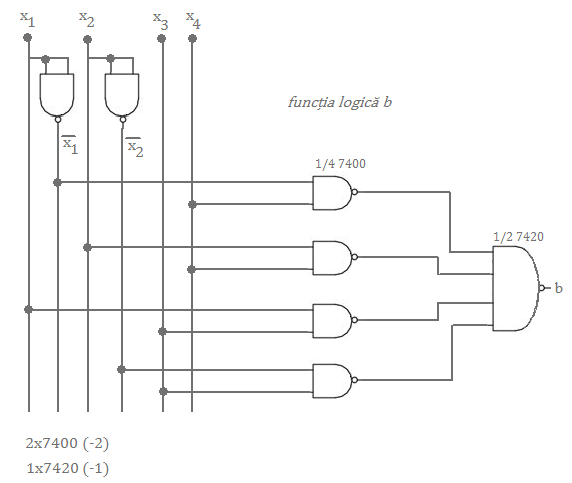 x₁ x₂ x₃ x₄
funcția logică b
x̅₁ x̅₂
1/4 7400
1/2 7420
b
2x7400 (-2)
1x7420 (-1)